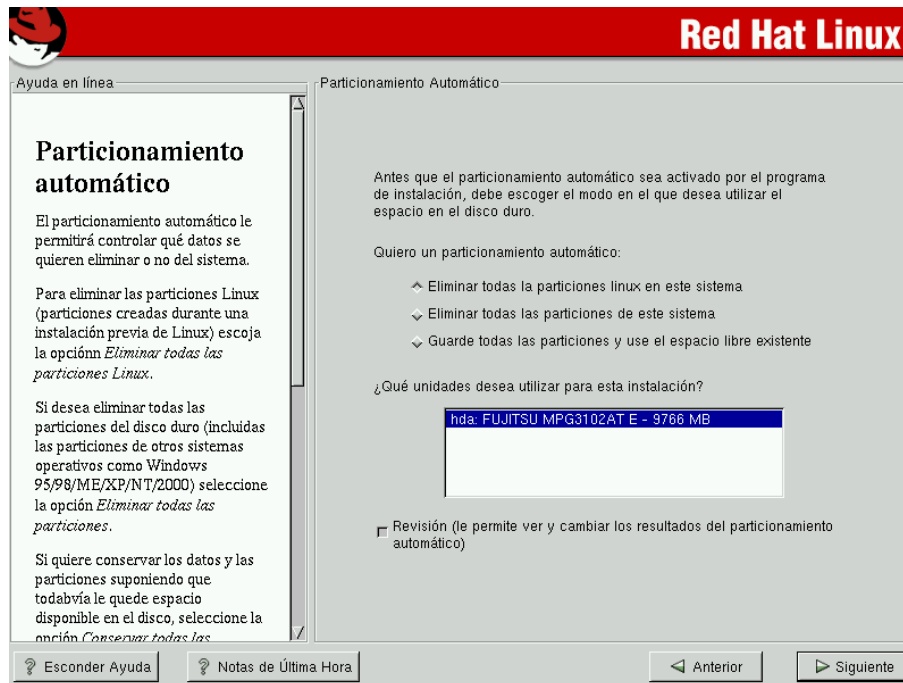 Red Hat Linux
Ayuda en línea
Particionamiento
automático
El particionamiento automático le
permitirá controlar qué datos se
quieren eliminar o no del sistema.
Para eliminar las particiones Linux
(particiones creadas durante una
instalación previa de Linux) escoja
la opciónn Eliminar todas las
particiones Linux.
Si desea eliminar todas las
particiones del disco duro (incluidas
las particiones de otros sistemas
operativos como Windows
95/98/ME/XP/NT/2000) seleccione
la opción Eliminar todas las
particiones.
Si quiere conservar los datos y las
particiones suponiendo que
todabvía le quede espacio
disponible en el disco, seleccione la
opción Conservar todas las
Particionamiento Automático
Antes que el particionamiento automático sea activado por el programa
de instalación, debe escoger el modo en el que desea utilizar el
espacio en el disco duro.
Quiero un particionamiento automático:
Eliminar todas la particiones linux en este sistema
Eliminar todas las particiones de este sistema
Guarde todas las particiones y use el espacio libre existente
¿Qué unidades desea utilizar para esta instalación?
hda: FUJITSU MPG3102AT E - 9766 MB
Revisión (le permite ver y cambiar los resultados del particionamiento
automático)
Esconder Ayuda
Notas de Última Hora
Anterior
Siguiente